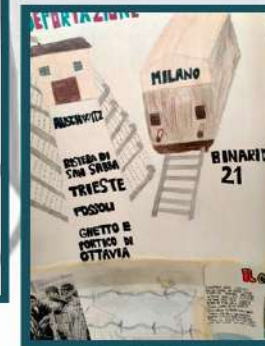 DEPORTAZIONE
MILANO
AUSCHWITZ
BINARIO
21
RISIERA DI
SAN SABBA
TRIESTE
FOSSOLI
GHETTO E
PORTICO DI
OTTAVIA